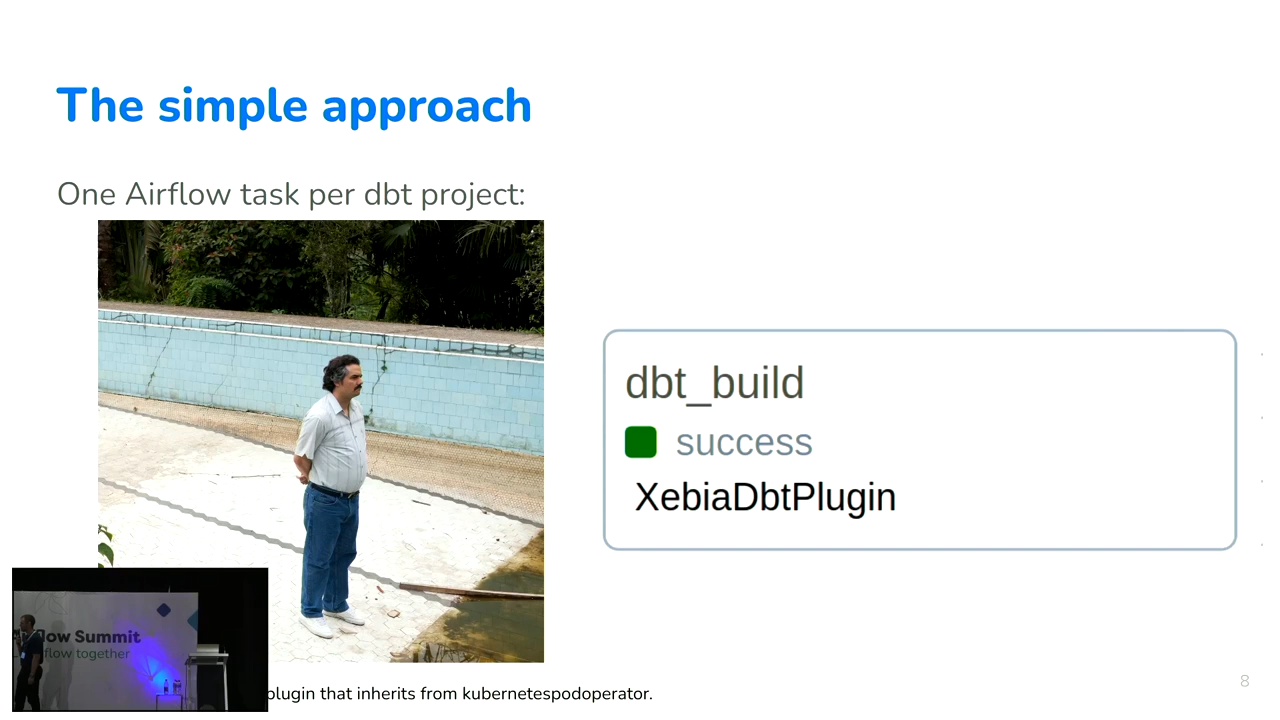 The simple approach
One Airflow task per dbt project:
dbt_build
success
XebiaDbtPlugin
low Summit
flow together
plugin that inherits from kubernetespodoperator.
8